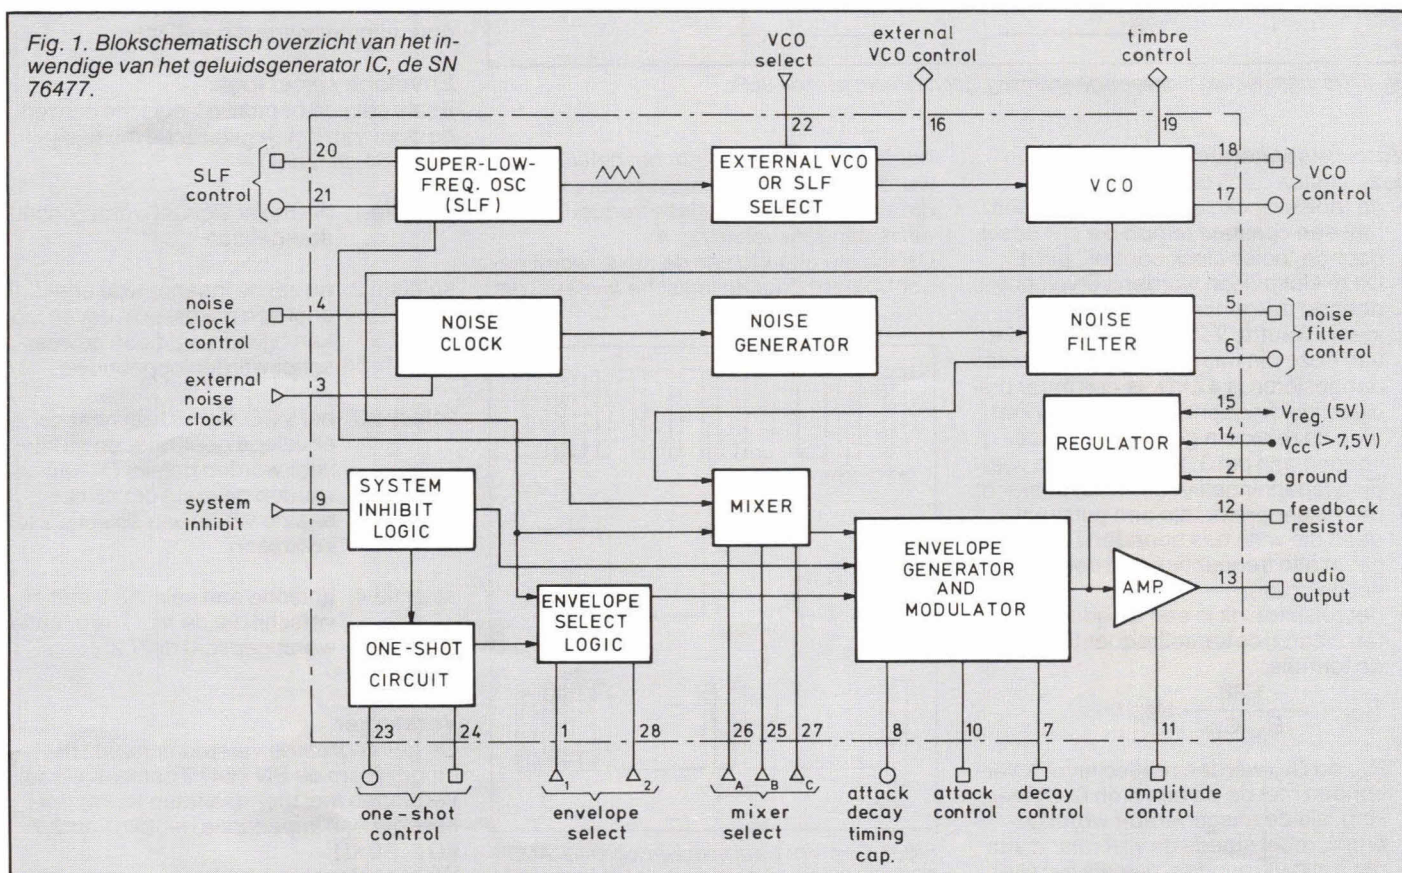 Fig. 1. Blokschematisch overzicht van het in-
wendige van het geluidsgenerator IC, de SN
76477.
VCO
select
external
VCO control
timbre
control
22
16
19
SLF
control
20
21
SUPER-LOW-
FREQ. OSC
(SLF)
EXTERNAL VCO
OR SLF
SELECT
VCO
18
17
VCO
control
noise
clock
control
4
NOISE
CLOCK
NOISE
GENERATOR
NOISE
FILTER
5
6
noise
filter
control
external
noise
clock
3
REGULATOR
15
Vreg. (5V)
14
Vcc (>7,5V)
2
ground
12
feedback
resistor
system
inhibit
9
SYSTEM
INHIBIT
LOGIC
MIXER
ENVELOPE
GENERATOR
AND
MODULATOR
AMP.
13
audio
output
ONE-SHOT
CIRCUIT
ENVELOPE
SELECT
LOGIC
23
24
1
28
26
25
27
8
10
7
11
1
2
A
B
C
one-shot
control
envelope
select
mixer
select
attack
decay
timing
cap.
attack
control
decay
control
amplitude
control